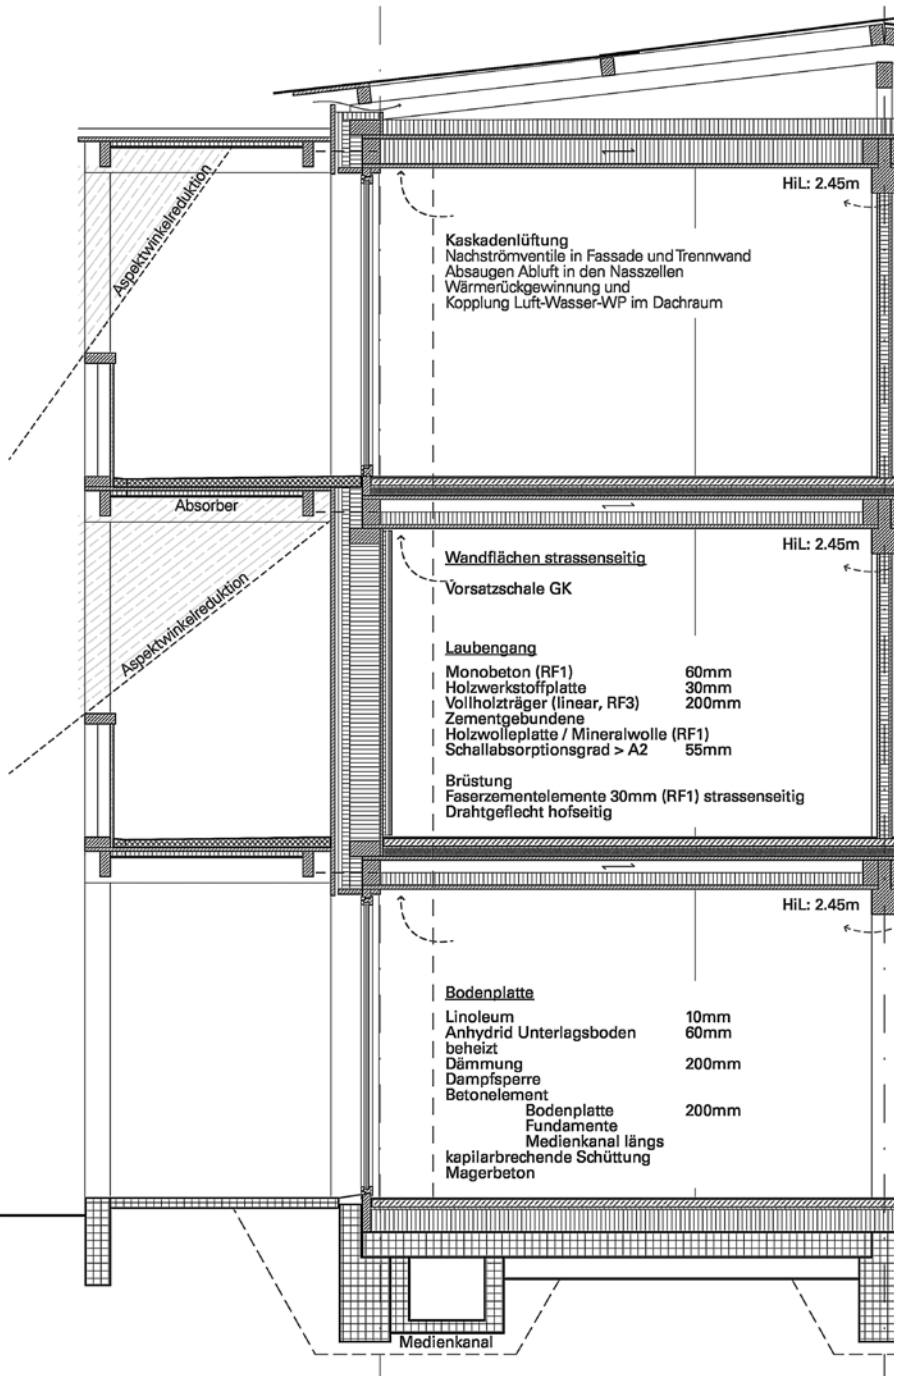 HiL: 2.45m
Aspektwinkelreduktion
Kaskadenlüftung
Nachströmventile in Fassade und Trennwand
Absaugen Abluft in den Nasszellen
Wärmerückgewinnung und
Kopplung Luft-Wasser-WP im Dachraum
Absorber
HiL: 2.45m
Aspektwinkelreduktion
Wandflächen strassenseitig
Vorsatzschale GK
Laubengang
Monobeton (RF1) 60mm
Holzwerkstoffplatte 30mm
Vollholzträger (linear, RF3) 200mm
Zementgebundene
Holzwolleplatte / Mineralwolle (RF1)
Schallabsorptionsgrad > A2 55mm
Brüstung
Faserzementelemente 30mm (RF1) strassenseitig
Drahtgeflecht hofseitig
HiL: 2.45m
Bodenplatte
Linoleum 10mm
Anhydrid Unterlagsboden 60mm
beheizt
Dämmung 200mm
Dampfsperre
Betonelement
Bodenplatte 200mm
Fundamente
Medienkanal längs
kapilarbrechende Schüttung
Magerbeton
Medienkanal